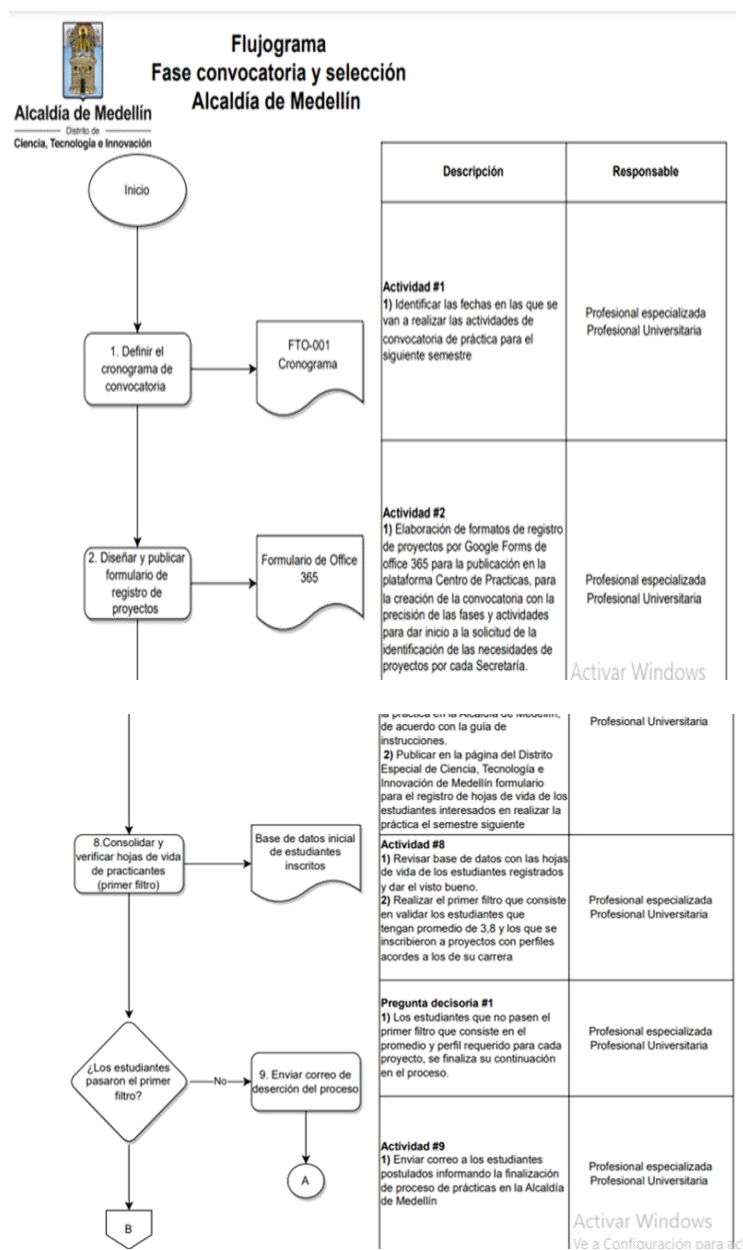 Flujograma
Fase convocatoria y selección
Alcaldía de Medellín
Alcaldía de Medellín
Distrito de
Ciencia, Tecnología e Innovación
Descripción
Responsable
Inicio
Actividad #1
1) Identificar las fechas en las que se
van a realizar las actividades de
convocatoria de práctica para el
siguiente semestre
Profesional especializada
Profesional Universitaria
1. Definir el
cronograma de
convocatoria
FTO-001
Cronograma
Actividad #2
1) Elaboración de formatos de registro
de proyectos por Google Forms de
office 365 para la publicación en la
plataforma Centro de Practicas, para
la creación de la convocatoria con la
precisión de las fases y actividades
para dar inicio a la solicitud de la
identificación de las necesidades de
proyectos por cada Secretaría.
Profesional especializada
Profesional Universitaria
2. Diseñar y publicar
formulario de
registro de
proyectos
Formulario de Office
365
Activar Windows
la práctica en la Alcaldía de Medellín,
de acuerdo con la guía de
instrucciones.
2) Publicar en la página del Distrito
Especial de Ciencia, Tecnología e
Innovación de Medellín formulario
para el registro de hojas de vida de los
estudiantes interesados en realizar la
práctica el semestre siguiente
Profesional Universitaria
8.Consolidar y
verificar hojas de vida
de practicantes
(primer filtro)
Base de datos inicial
de estudiantes
inscritos
Actividad #8
1) Revisar base de datos con las hojas
de vida de los estudiantes registrados
y dar el visto bueno.
2) Realizar el primer filtro que consiste
en validar los estudiantes que
tengan promedio de 3,8 y los que se
inscribieron a proyectos con perfiles
acordes a los de su carrera
Profesional especializada
Profesional Universitaria
Pregunta decisoria #1
1) Los estudiantes que no pasen el
primer filtro que consiste en el
promedio y perfil requerido para cada
proyecto, se finaliza su continuación
en el proceso.
Profesional especializada
Profesional Universitaria
¿Los estudiantes
pasaron el primer
filtro?
No
9. Enviar correo de
deserción del proceso
A
B
Actividad #9
1) Enviar correo a los estudiantes
postulados informando la finalización
de proceso de prácticas en la Alcaldía
de Medellín
Profesional especializada
Profesional Universitaria
Activar Windows
Ve a Configuración para